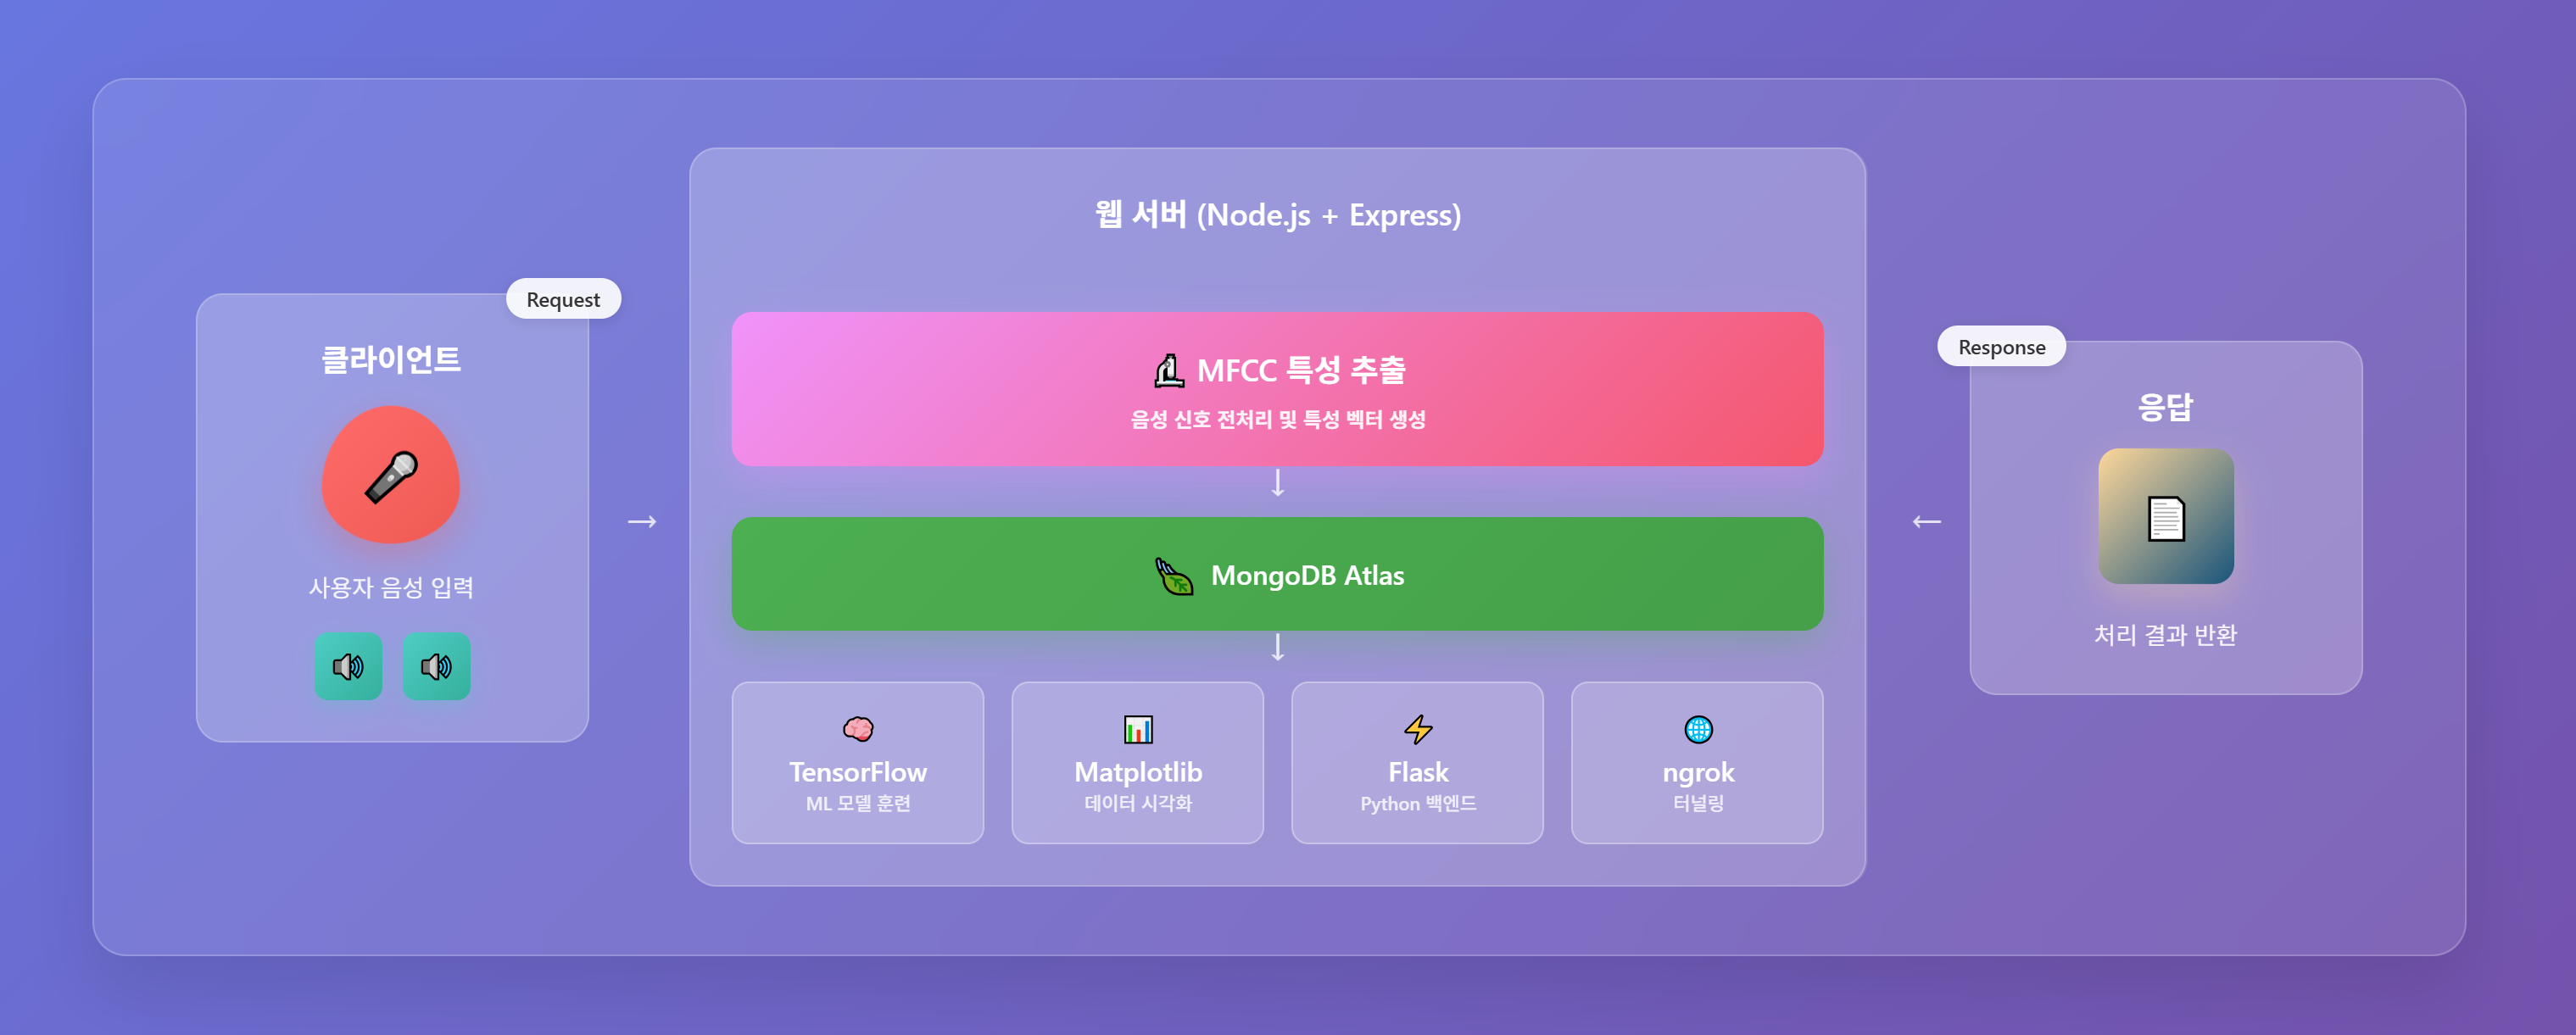 Request
클라이언트
사용자 음성 입력
웹 서버 (Node.js + Express)
MFCC 특성 추출
음성 신호 전처리 및 특성 벡터 생성
MongoDB Atlas
TensorFlow
ML 모델 훈련
Matplotlib
데이터 시각화
Flask
Python 백엔드
ngrok
터널링
Response
응답
처리 결과 반환